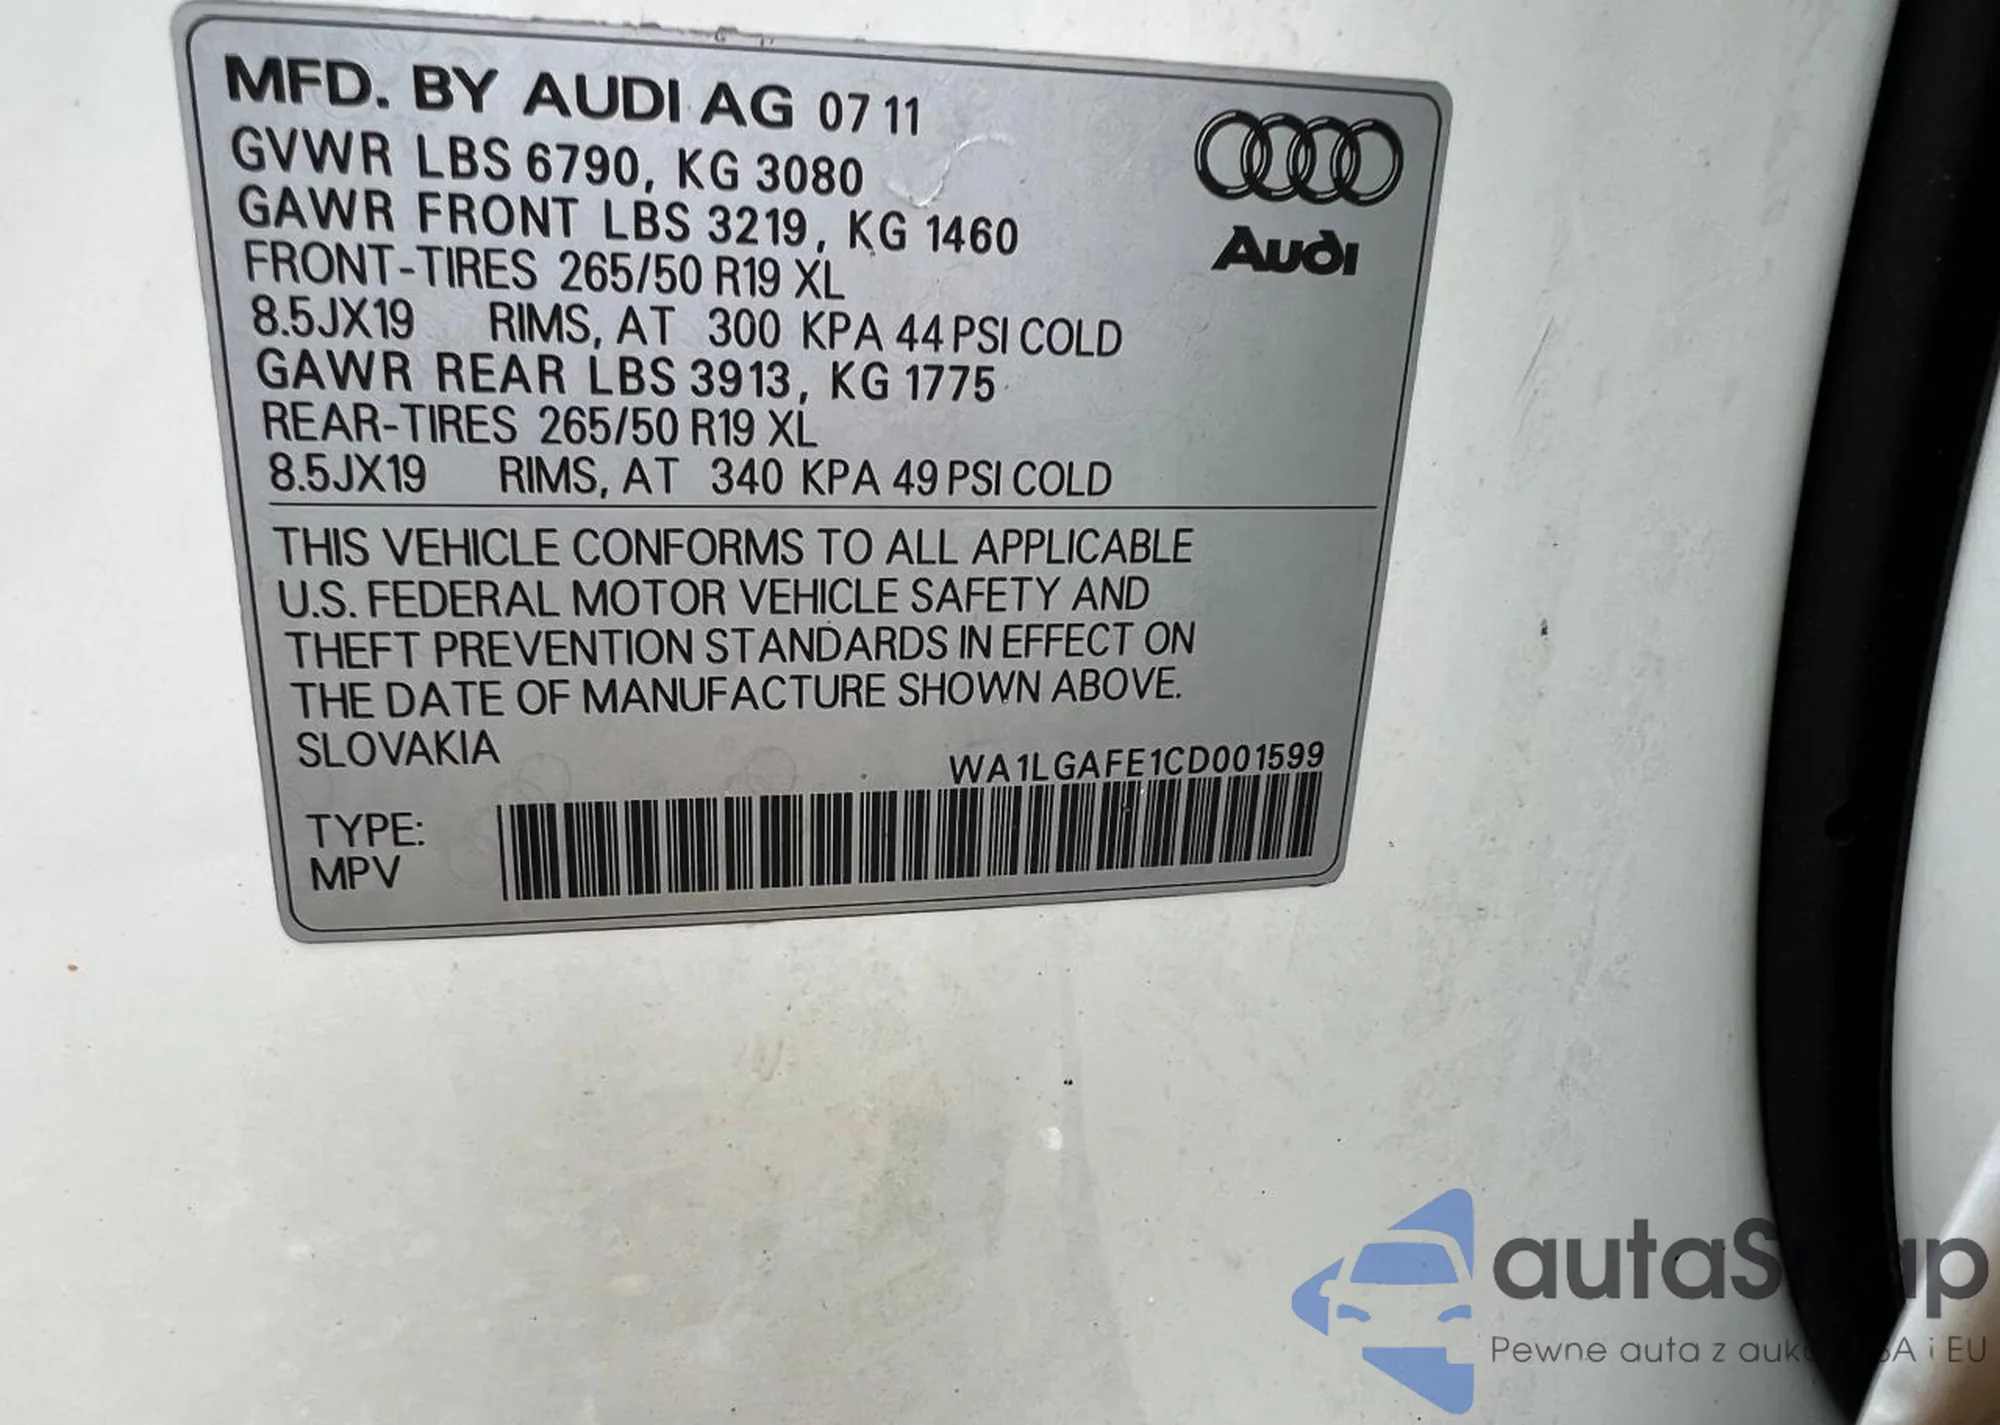 MFD. BY AUDI AG 07 11
GVWR LBS 6790, KG 3080
GAWR FRONT LBS 3219, KG 1460
FRONT-TIRES 265/50 R19 XL
8.5JX19 RIMS, AT 300 KPA 44 PSI COLD
GAWR REAR LBS 3913, KG 1775
REAR-TIRES 265/50 R19 XL
8.5JX19 RIMS, AT 340 KPA 49 PSI COLD
Audi
THIS VEHICLE CONFORMS TO ALL APPLICABLE
U.S. FEDERAL MOTOR VEHICLE SAFETY AND
THEFT PREVENTION STANDARDS IN EFFECT ON
THE DATE OF MANUFACTURE SHOWN ABOVE.
SLOVAKIA
WA1LGAFE1CD001599
TYPE:
MPV
Pewne auta z i EU